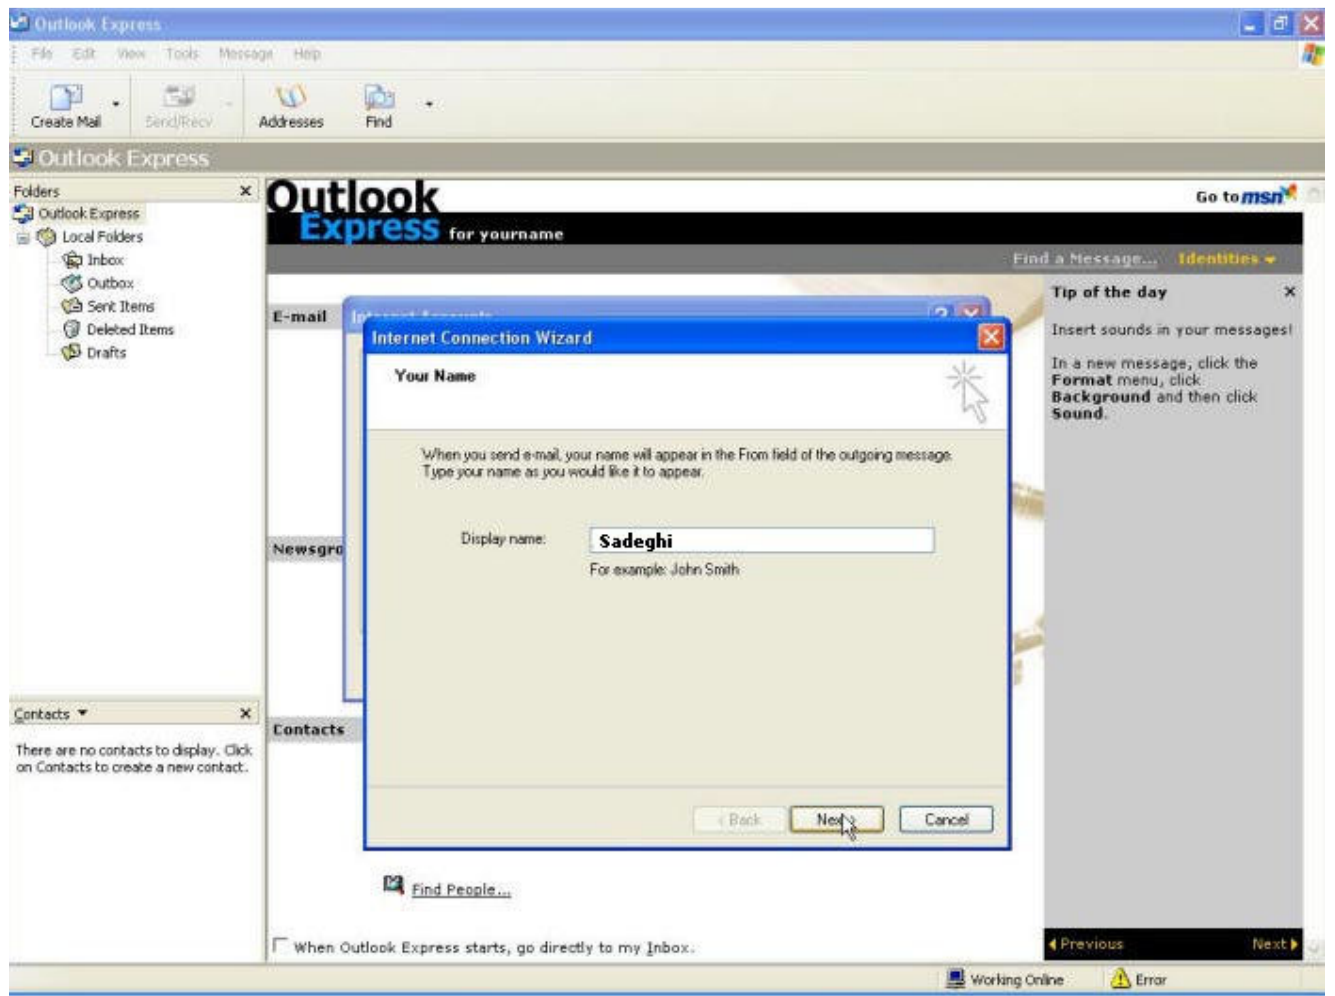 Outlook Express
File Edit View Tools Message Help
Create Mail Send/Recv Addresses Find
Outlook Express
Folders
Outlook Express
Local Folders
Inbox
Outbox
Sent Items
Deleted Items
Drafts
Contacts
There are no contacts to display. Click
on Contacts to create a new contact.
Outlook
Express for yourname
Go to msn
Find a Message... Identities
E-mail
Newsgro
Contacts
Find People...
When Outlook Express starts, go directly to my Inbox.
Internet Accounts
Internet Connection Wizard
Your Name
When you send e-mail, your name will appear in the From field of the outgoing message.
Type your name as you would like it to appear.
Display name: Sadeghi
For example: John Smith
< Back Next > Cancel
Tip of the day
Insert sounds in your messages!
In a new message, click the
Format menu, click
Background and then click
Sound.
Previous Next
Working Online Error